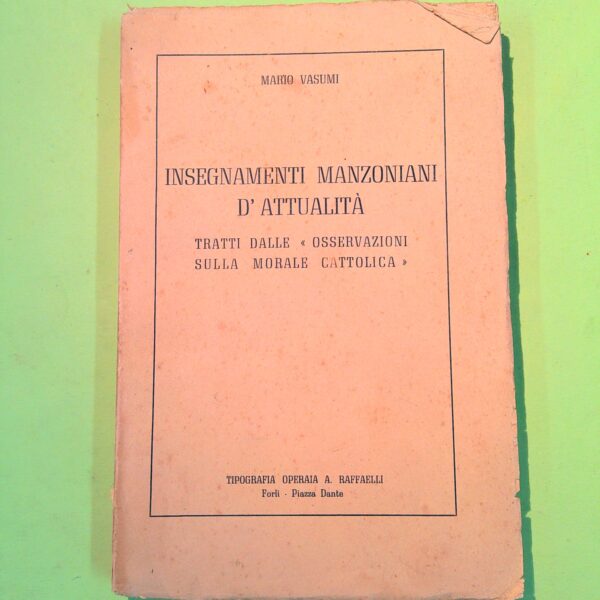 MARIO VASUMI
INSEGNAMENTI MANZONIANI
D' ATTUALITÀ
TRATTI DALLE « OSSERVAZIONI
SULLA MORALE CATTOLICA »
TIPOGRAFIA OPERAIA A. RAFFAELLI
Forlì - Piazza Dante